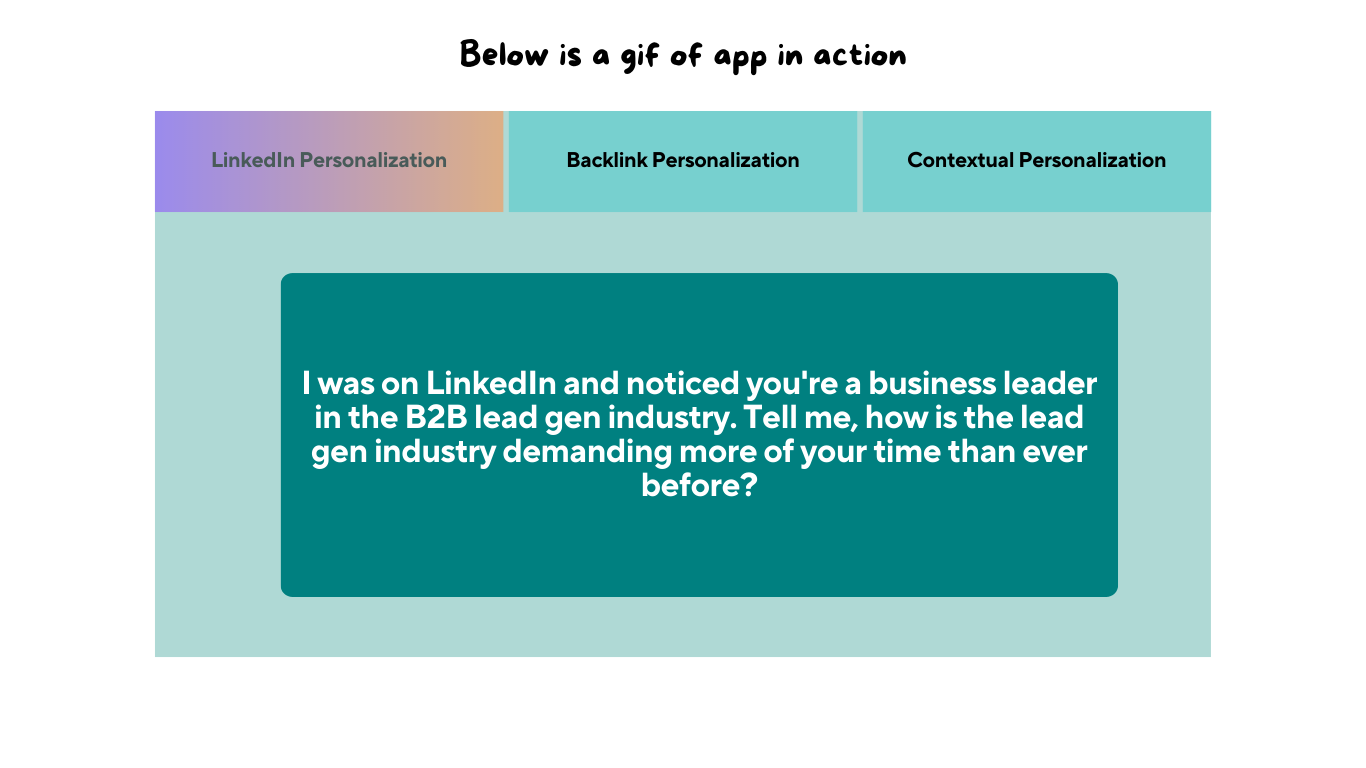 Below is a gif of app in action
LinkedIn Personalization
Backlink Personalization
Contextual Personalization
I was on LinkedIn and noticed you're a business leader
in the B2B lead gen industry. Tell me, how is the lead
gen industry demanding more of your time than ever
before?